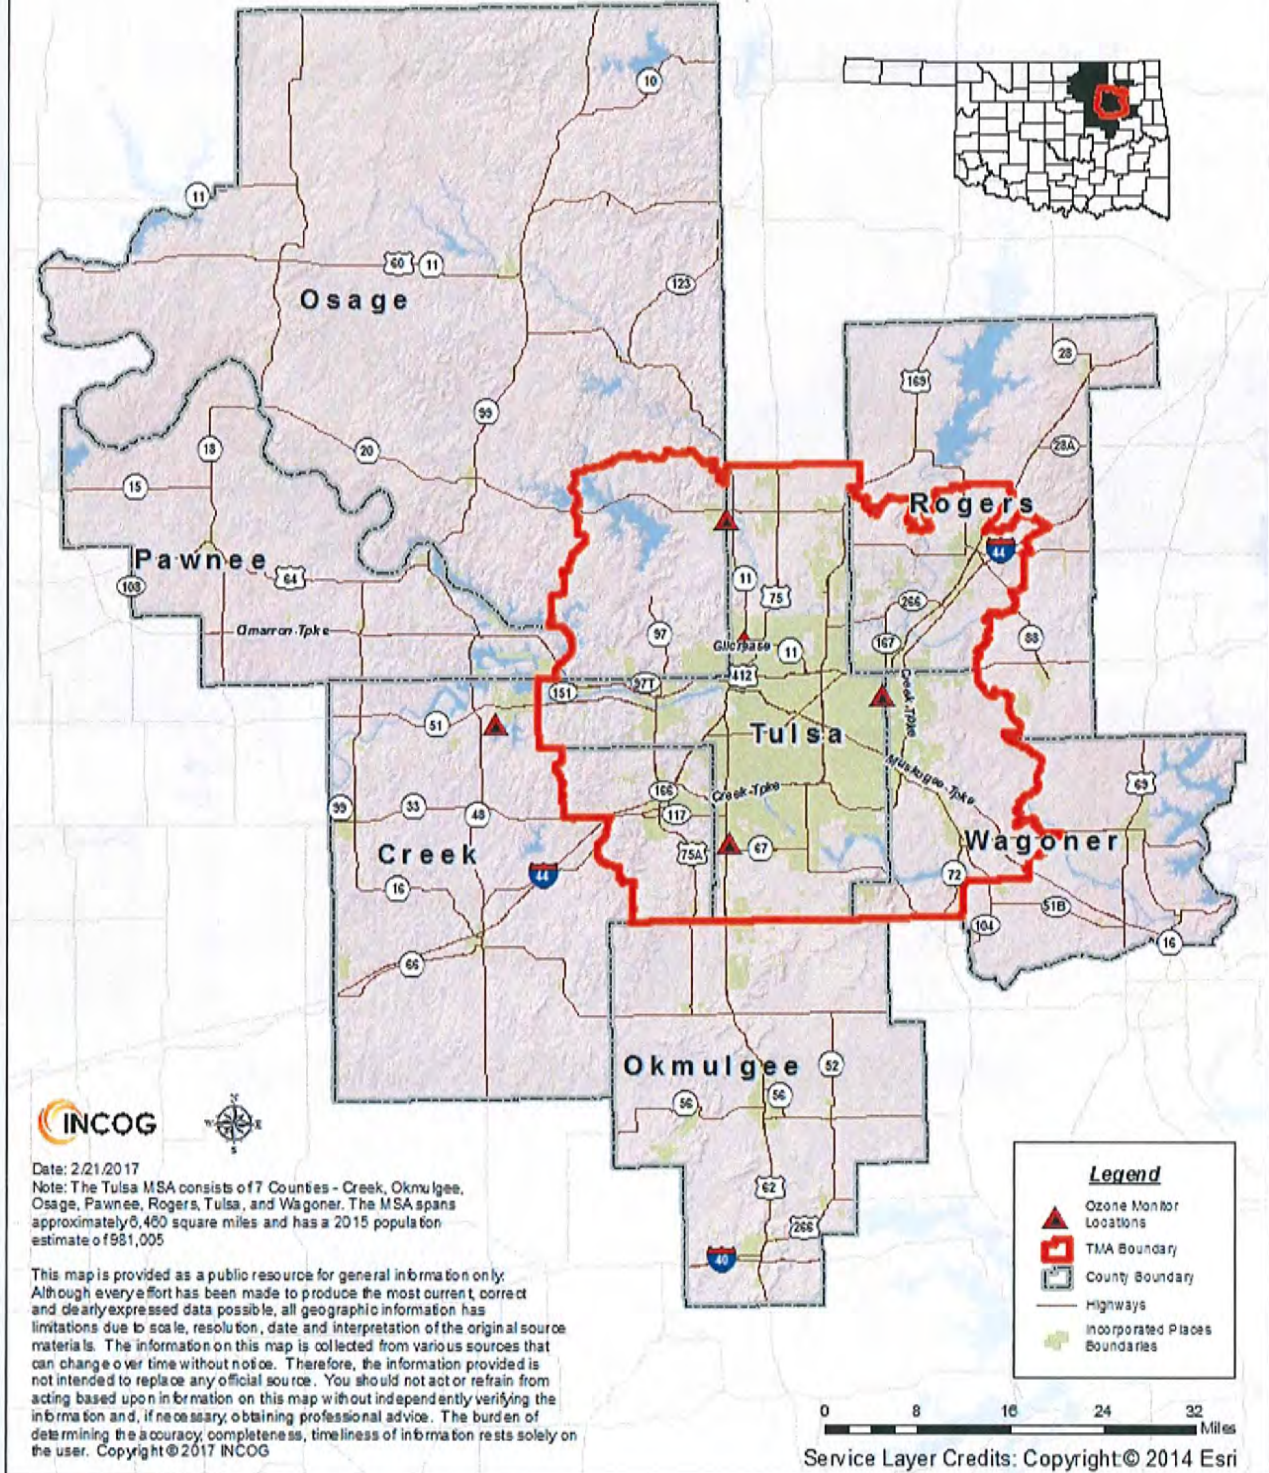 10
11
60
11
Osage
123
28
169
99
28A
18
20
15
Rogers
44
Pawnee
64
108
11
75
266
Cimarron-Tpke
97
88
167
Gilcrease
11
412
97T
151
Creek-Tpke
51
Tulsa
Muskogee-Tpke
69
166
Creek-Tpke
99
33
48
117
Wagoner
Creek
75A
67
44
72
16
51B
104
16
66
Okmulgee
52
56
56
62
266
40
INCOG
N
W
E
S
Date: 2/21/2017
Note: The Tulsa MSA consists of 7 Counties - Creek, Okmulgee,
Osage, Pawnee, Rogers, Tulsa, and Wagoner. The MSA spans
approximately 6,460 square miles and has a 2015 population
estimate of 981,005
This map is provided as a public resource for general information only.
Although every effort has been made to produce the most current, correct
and clearly expressed data possible, all geographic information has
limitations due to scale, resolution, date and interpretation of the original source
materials. The information on this map is collected from various sources that
can change over time without notice. Therefore, the information provided is
not intended to replace any official source. You should not act or refrain from
acting based upon information on this map without independently verifying the
information and, if necessary, obtaining professional advice. The burden of
determining the accuracy, completeness, timeliness of information rests solely on
the user. Copyright © 2017 INCOG
Legend
Ozone Monitor
Locations
TMA Boundary
County Boundary
Highways
Incorporated Places
Boundaries
0 8 16 24 32
Miles
Service Layer Credits: Copyright:© 2014 Esri